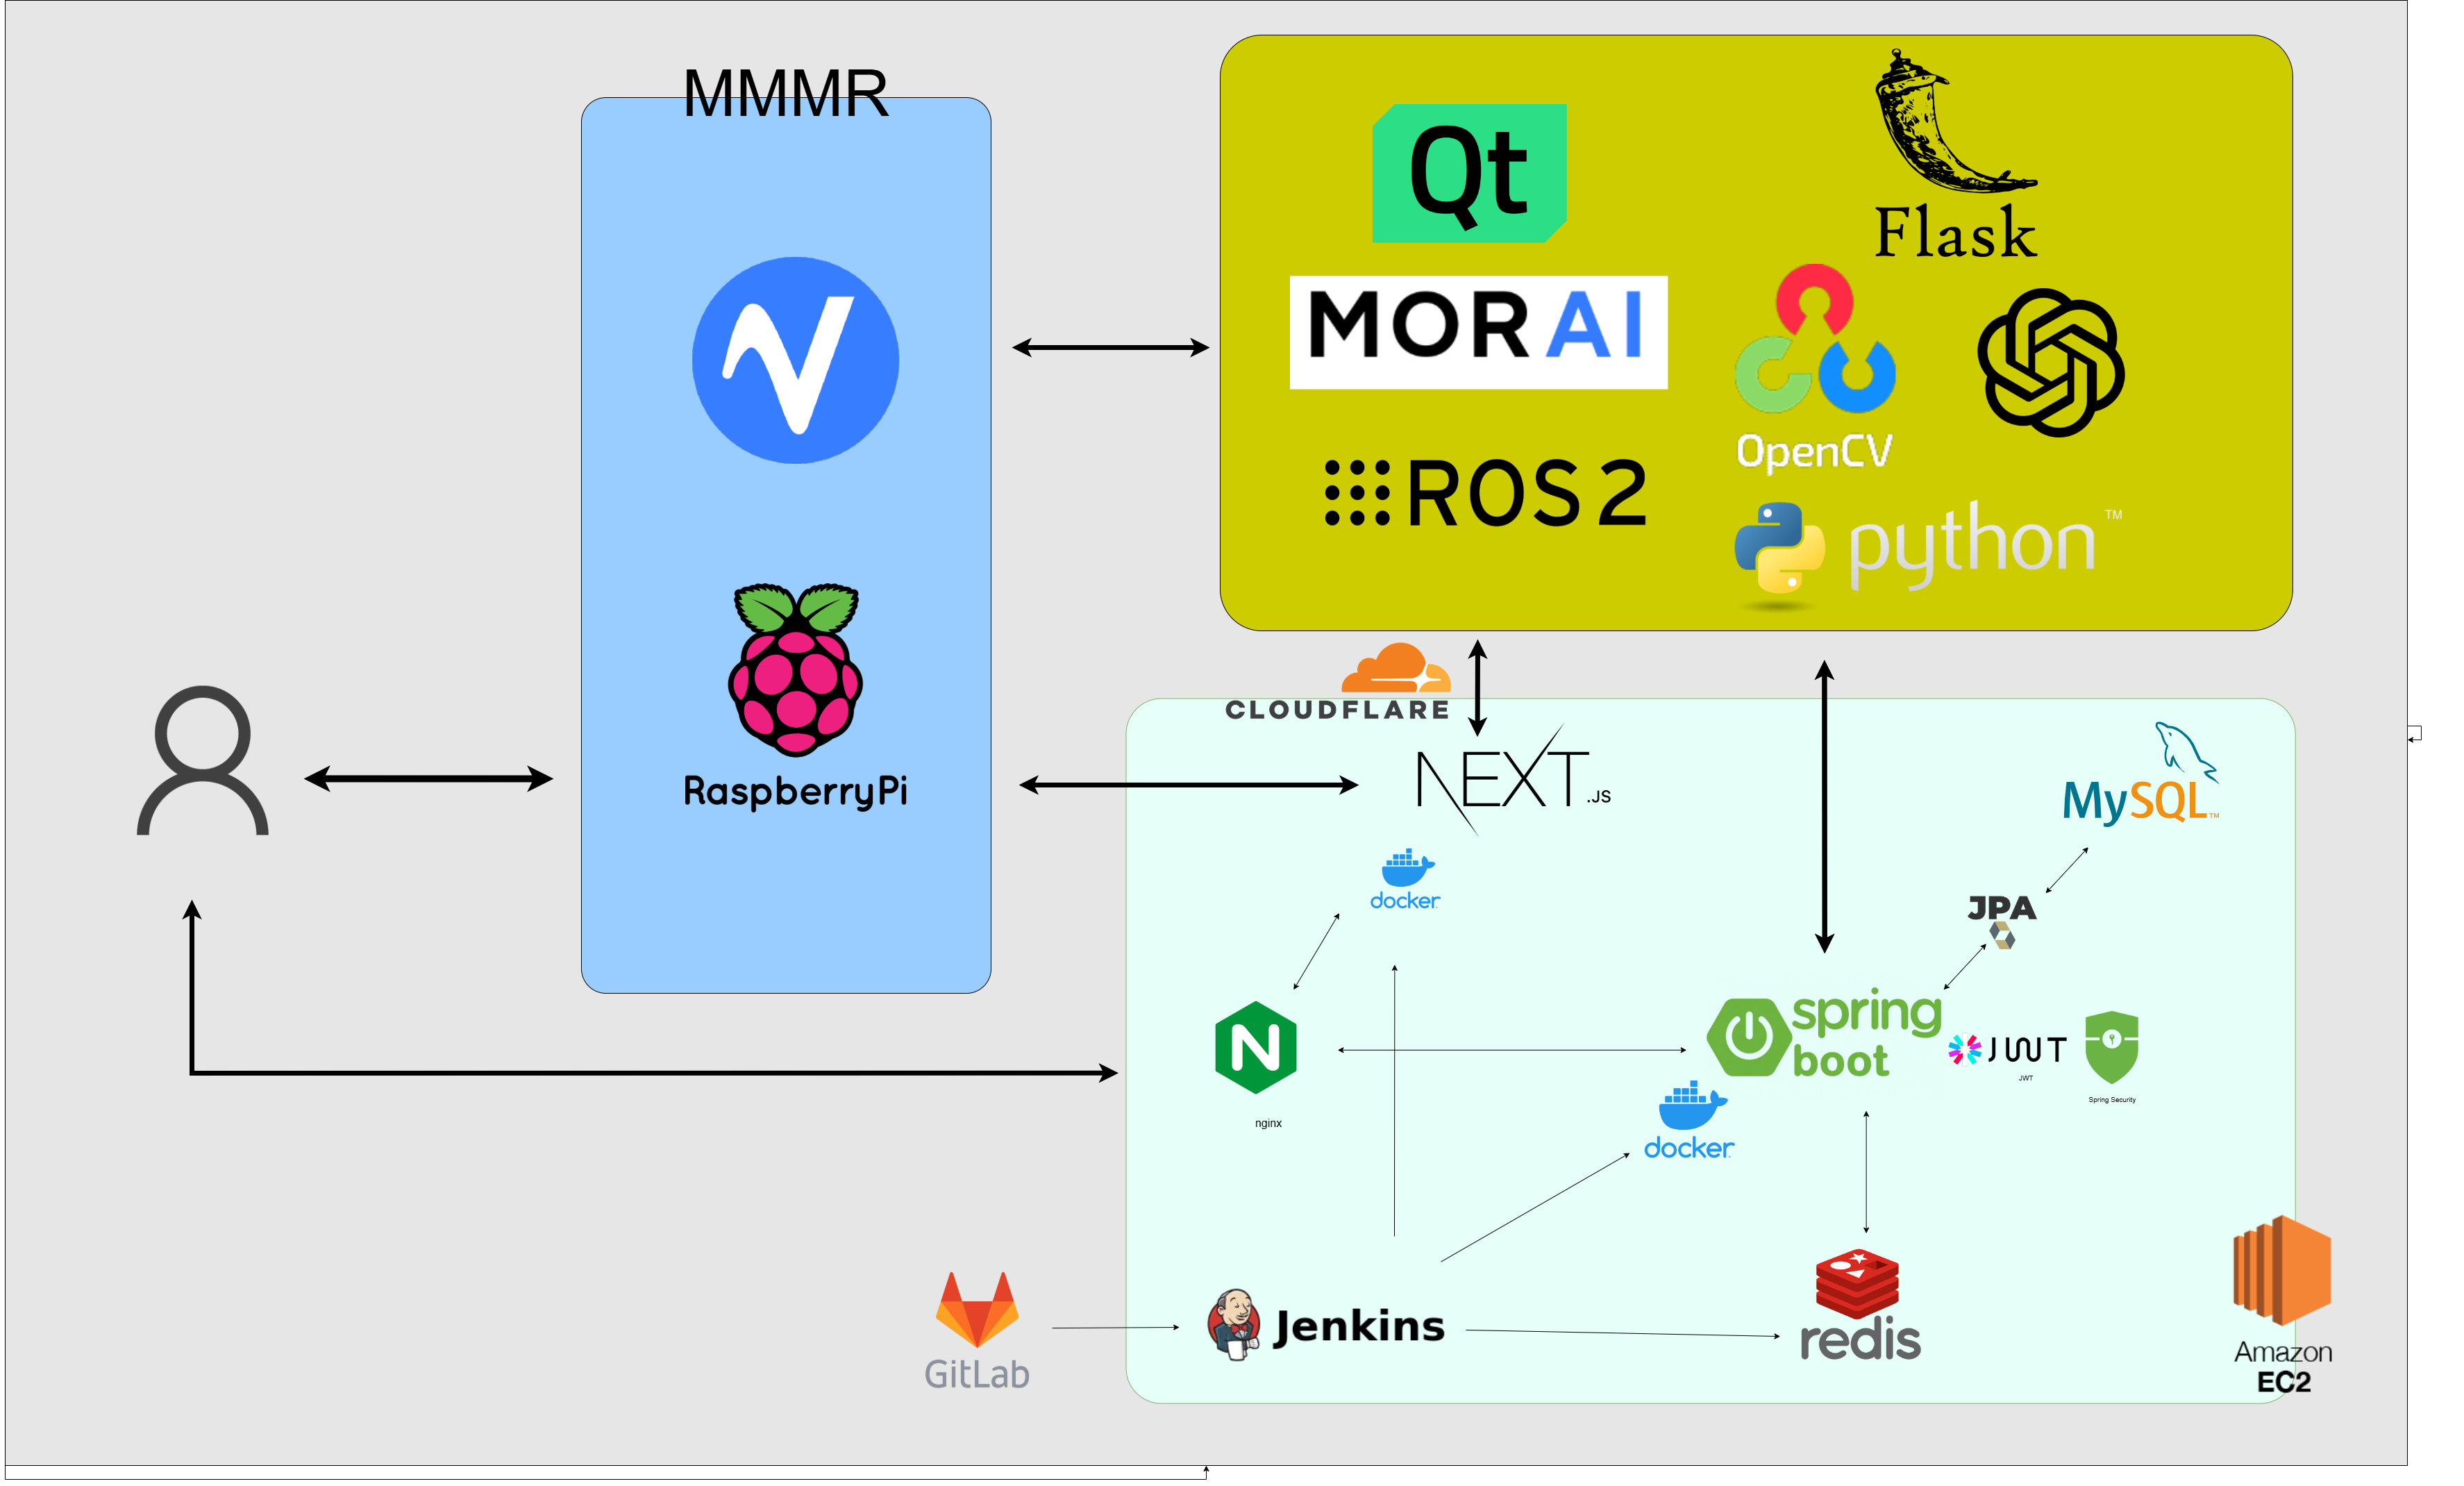 MMMR
Qt
Flask
MORAI
OpenCV
ROS 2
python™
CLOUDFLARE
NEXT.JS
MySQL™
RaspberryPi
docker
JPA
spring
boot
JWT
JWT
Spring Security
nginx
docker
Jenkins
redis
GitLab
Amazon
EC2